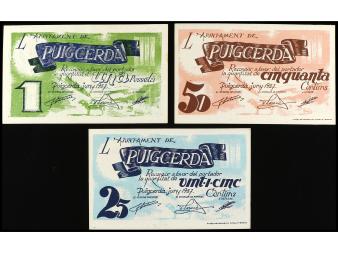 L'AJUNTAMENT DE
PUIGCERDÀ
Reconeix a favor del portador
la quantitat de UNA Pesseta
Puigcerdà, juny 1937
1
L'AJUNTAMENT DE
PUIGCERDÀ
Reconeix a favor del portador
la quantitat de cinquanta
Cèntims
Puigcerdà, juny 1937
50
L'AJUNTAMENT DE
PUIGCERDÀ
Reconeix a favor del portador
la quantitat de VINT-I-CINC
Cèntims
Puigcerdà, juny 1937
25